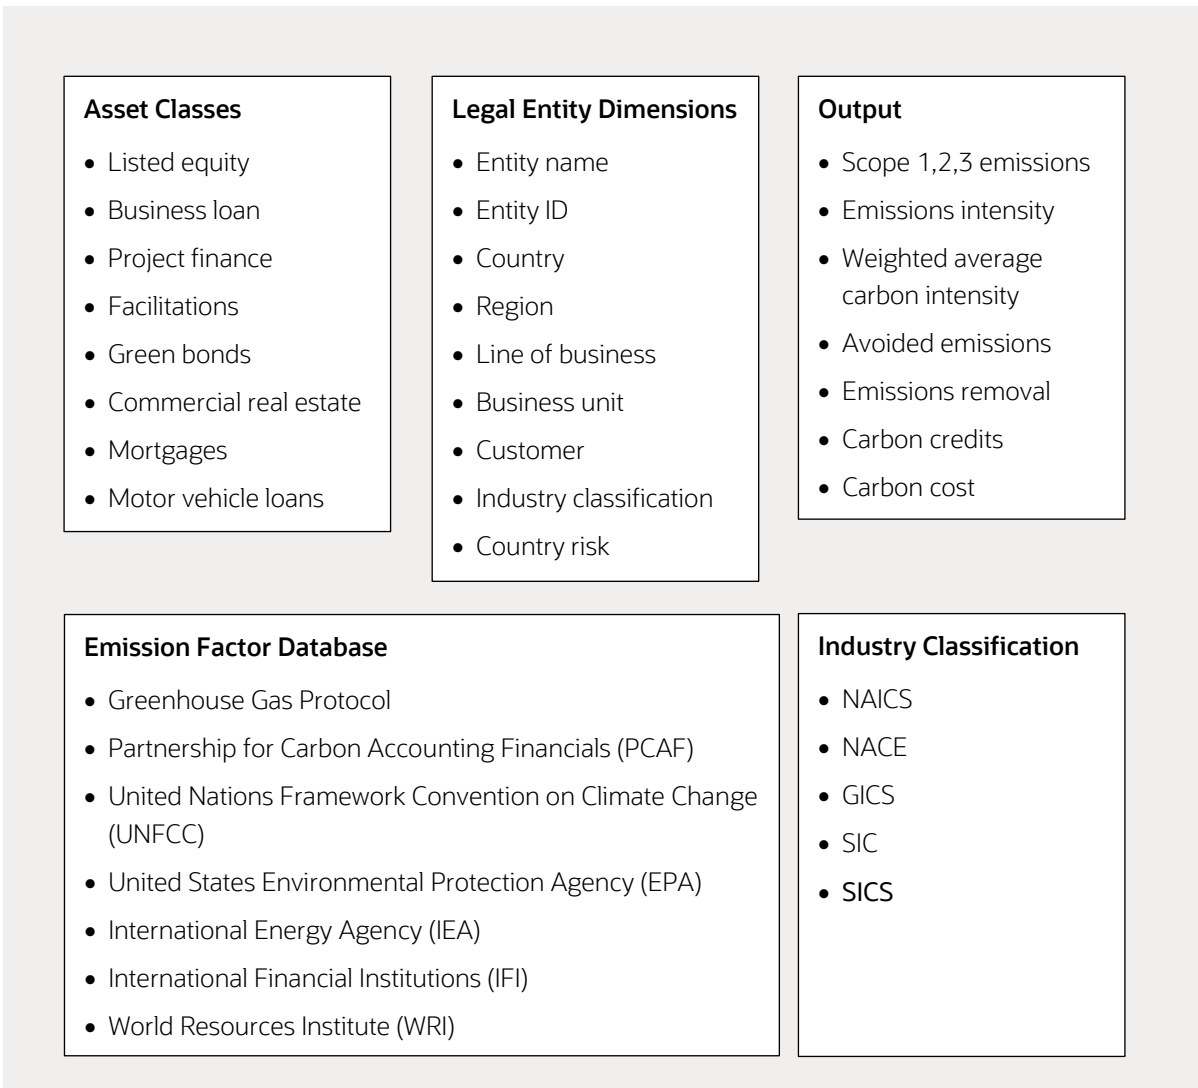 Asset Classes
• Listed equity
• Business loan
• Project finance
• Facilitations
• Green bonds
• Commercial real estate
• Mortgages
• Motor vehicle loans
Legal Entity Dimensions
• Entity name
• Entity ID
• Country
• Region
• Line of business
• Business unit
• Customer
• Industry classification
• Country risk
Output
• Scope 1,2,3 emissions
• Emissions intensity
• Weighted average
carbon intensity
• Avoided emissions
• Emissions removal
• Carbon credits
• Carbon cost
Emission Factor Database
• Greenhouse Gas Protocol
• Partnership for Carbon Accounting Financials (PCAF)
• United Nations Framework Convention on Climate Change
(UNFCC)
• United States Environmental Protection Agency (EPA)
• International Energy Agency (IEA)
• International Financial Institutions (IFI)
• World Resources Institute (WRI)
Industry Classification
• NAICS
• NACE
• GICS
• SIC
• SICS